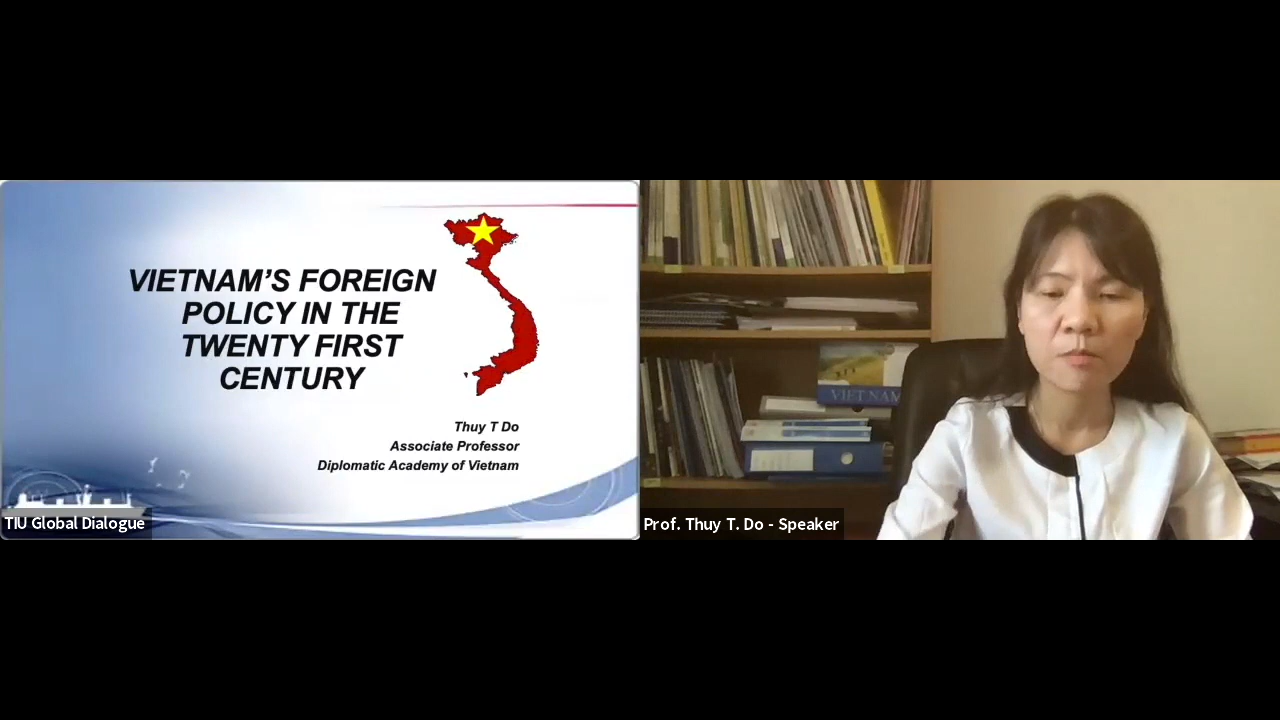 VIETNAM'S FOREIGN
POLICY IN THE
TWENTY FIRST
CENTURY
Thuy T Do
Associate Professor
Diplomatic Academy of Vietnam
TIU Global Dialogue
VIET NAM
Prof. Thuy T. Do - Speaker